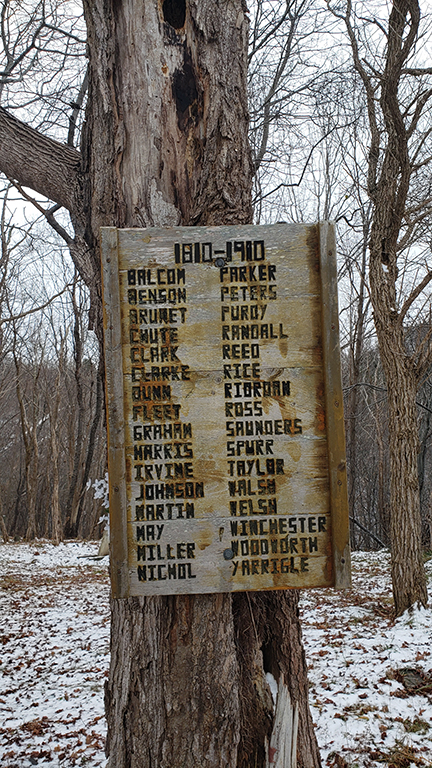 1810-1910
BALCOM PARKER
BENSON PETERS
BRUNET PURDY
CHUTE RANDALL
CLARK REED
CLARKE RICE
DUNN RIORDAN
FLEET ROSS
GRAHAM SAUNDERS
HARRIS SPURR
IRVINE TAYLOR
JOHNSON WALSH
MARTIN WELSH
MAY WINCHESTER
MILLER WOODWORTH
NICHOL YARRIGLE